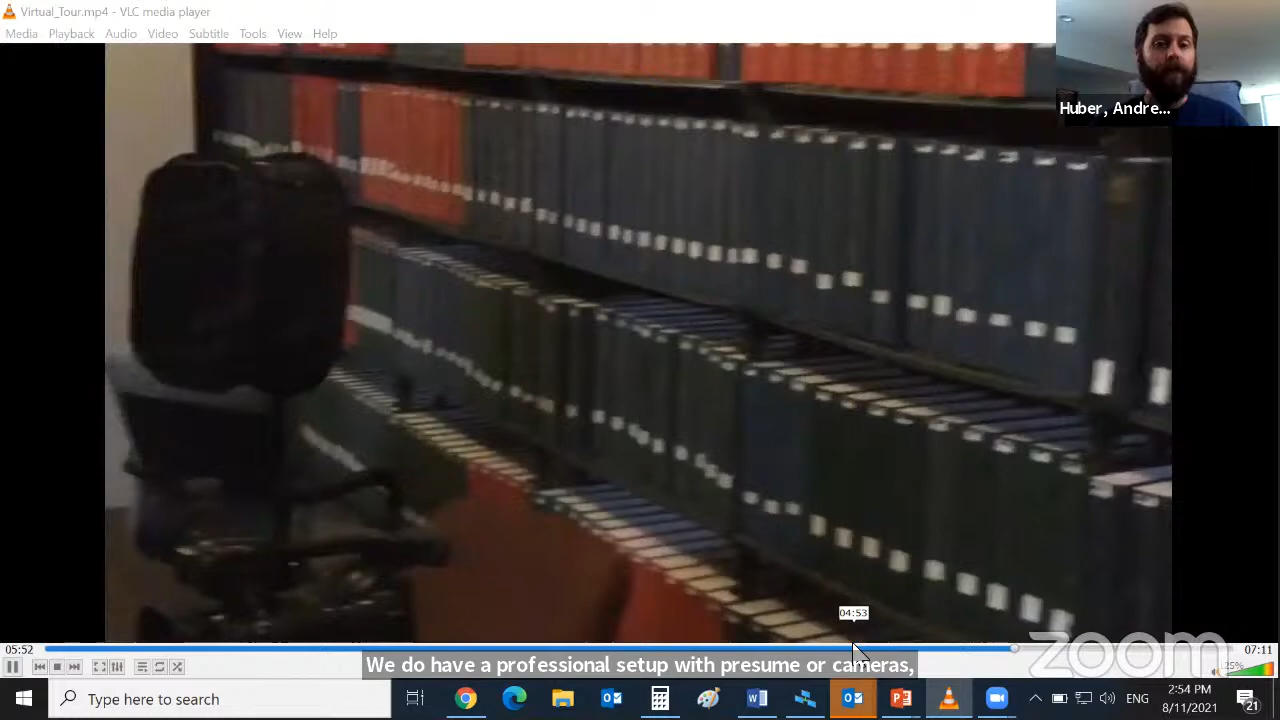 Virtual_Tour.mp4 - VLC media player
Media Playback Audio Video Subtitle Tools View Help
Huber, Andre...
04:53
05:52
07:11
zoom
25%
We do have a professional setup with presume or cameras,
Type here to search
ENG
2:54 PM
8/11/2021
21